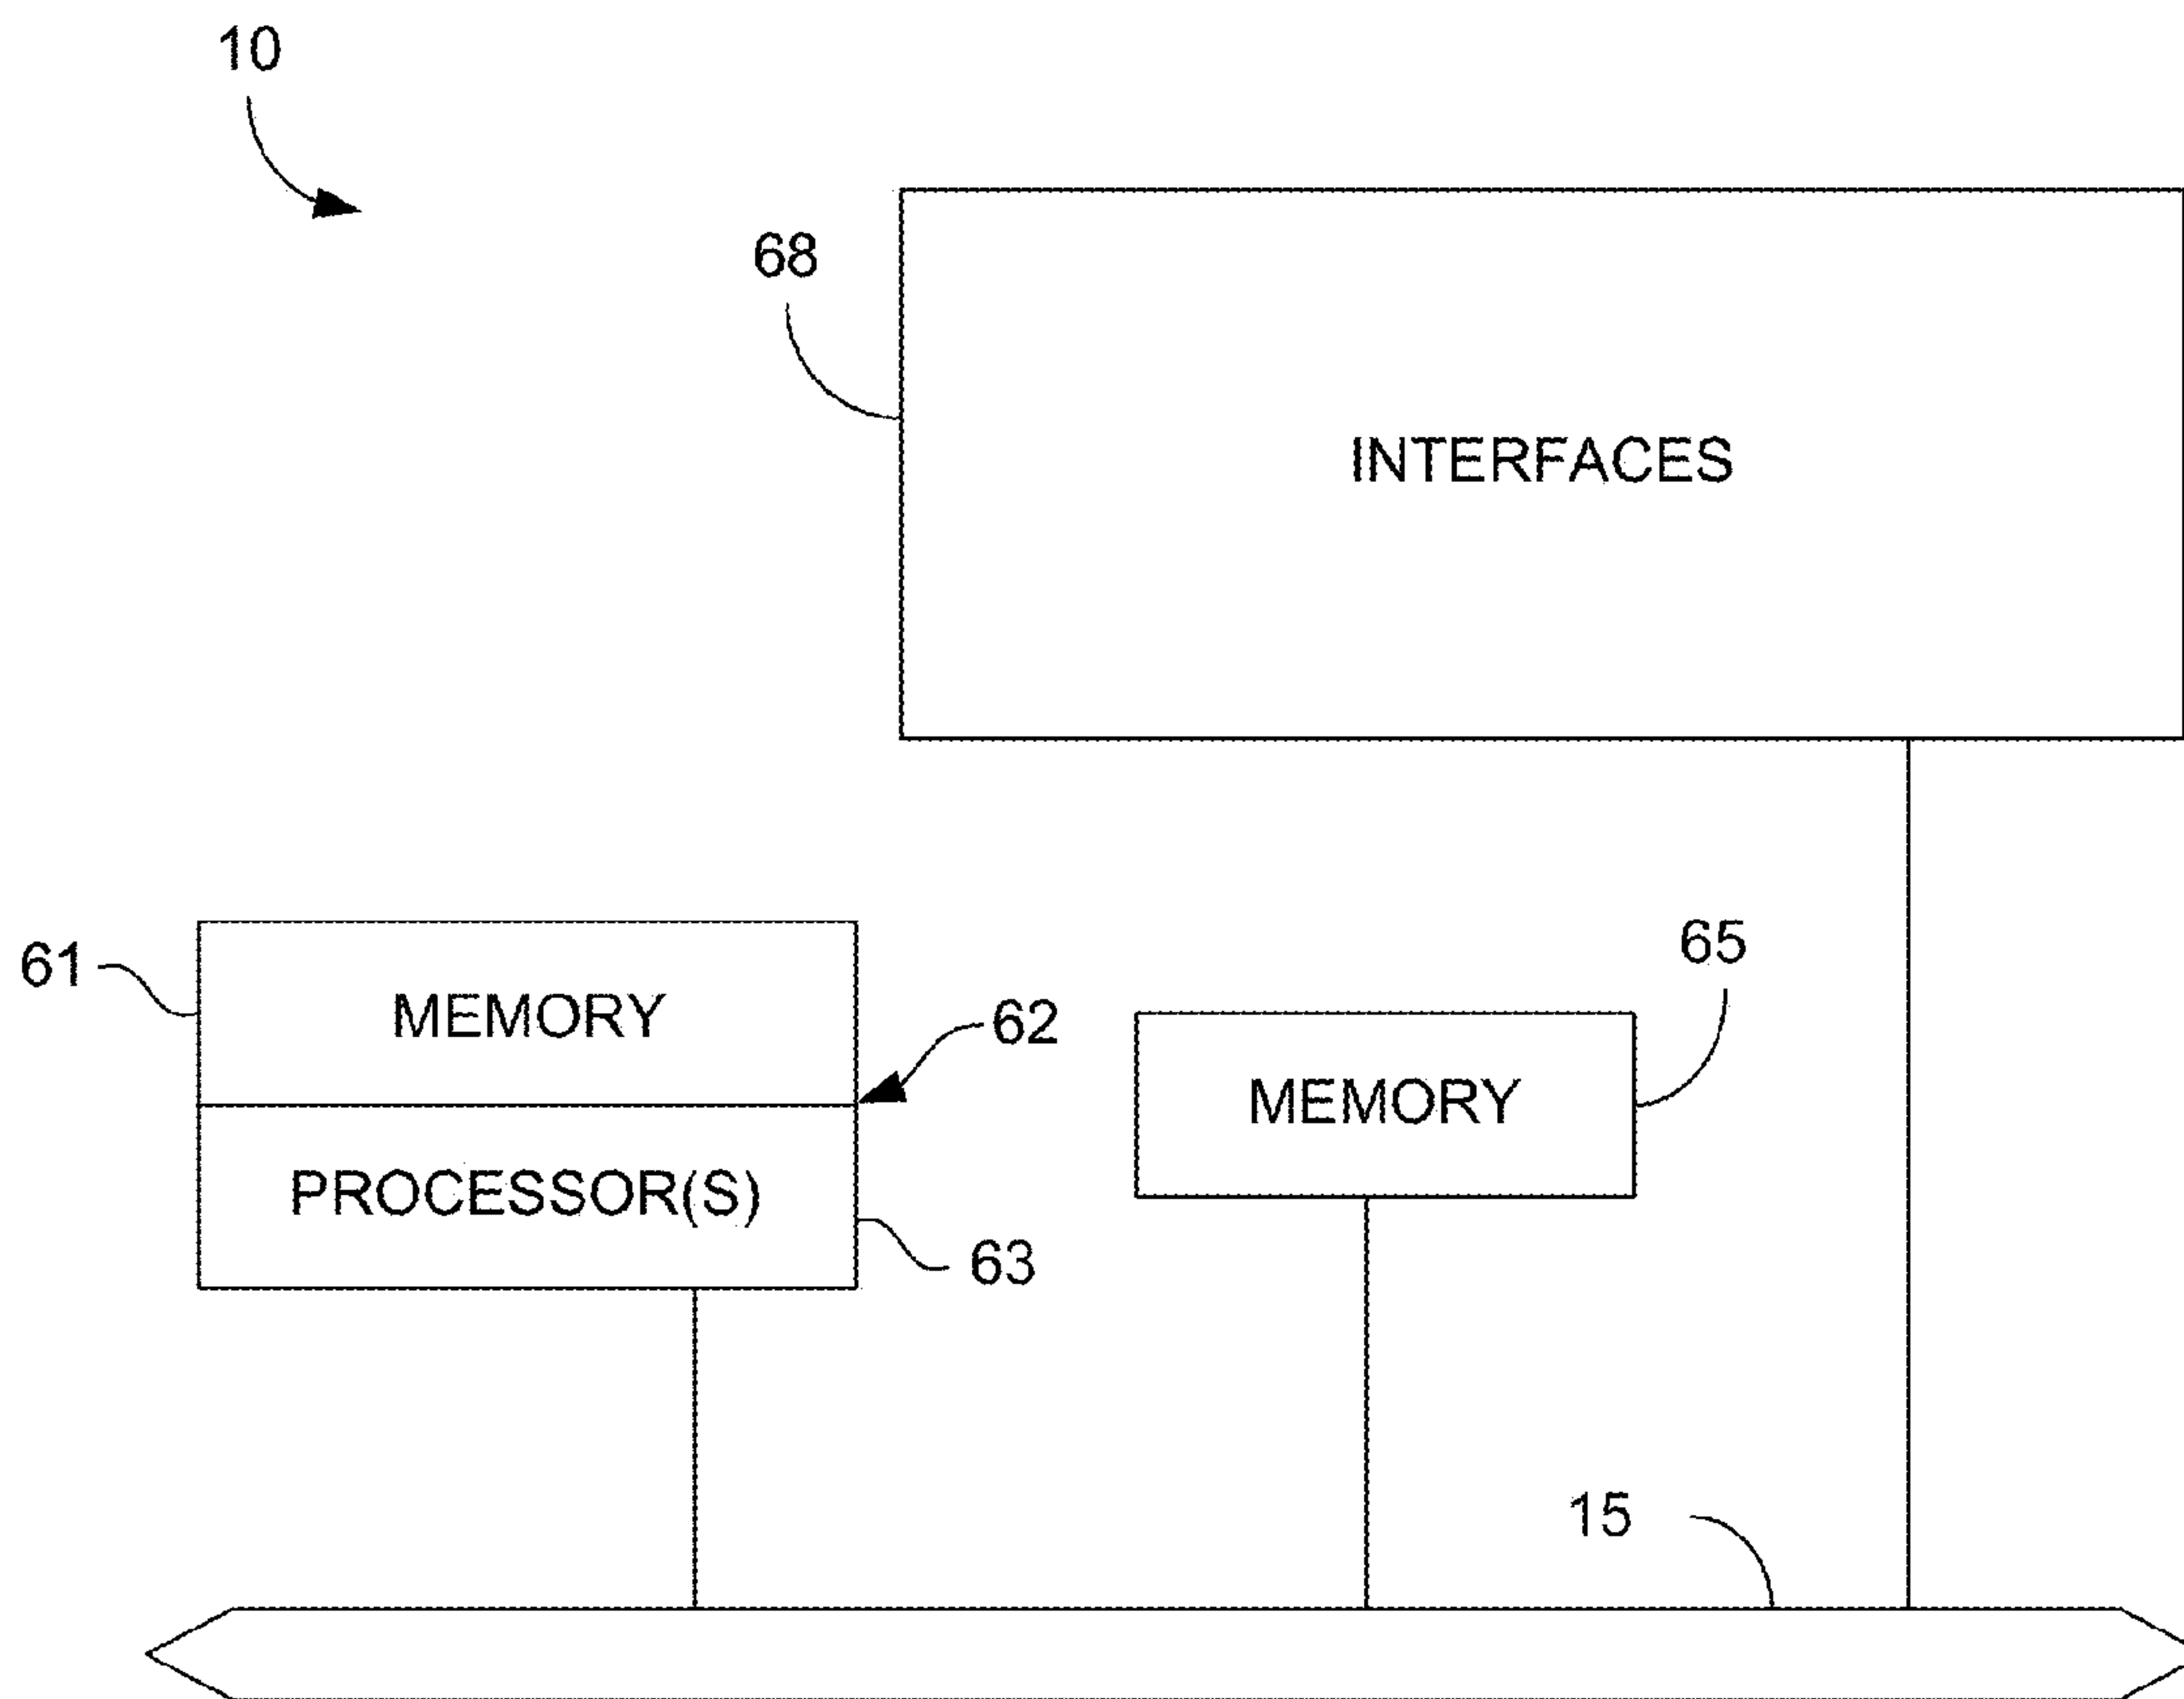 10
68
INTERFACES
61
MEMORY
62
65
MEMORY
PROCESSOR(S)
63
15